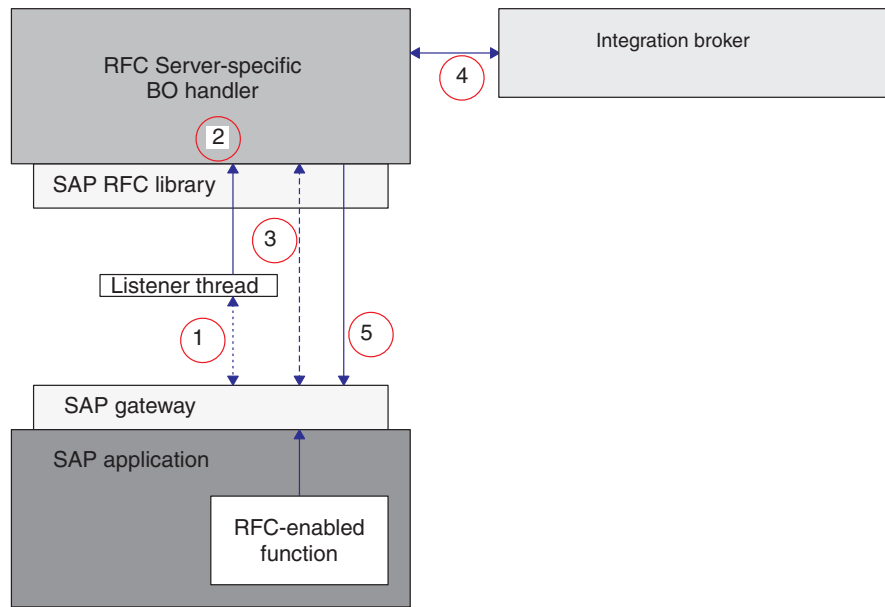 RFC Server-specific
BO handler
Integration broker
4
2
SAP RFC library
3
Listener thread
1
5
SAP gateway
SAP application
RFC-enabled
function